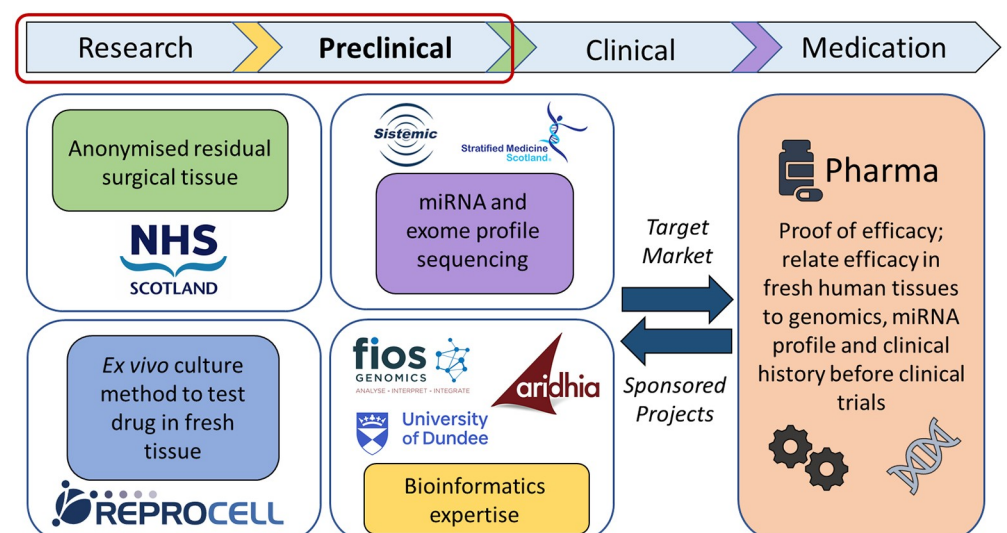 Research
Preclinical
Clinical
Medication
Anonymised residual
surgical tissue
NHS
SCOTLAND
Ex vivo culture
method to test
drug in fresh
tissue
REPROCELL
Sistemic
Stratified Medicine
Scotland
miRNA and
exome profile
sequencing
fios
GENOMICS
ANALYSE • INTERPRET • INTEGRATE
aridhia
University
of Dundee
Bioinformatics
expertise
Target
Market
Sponsored
Projects
Pharma
Proof of efficacy;
relate efficacy in
fresh human tissues
to genomics, miRNA
profile and clinical
history before clinical
trials